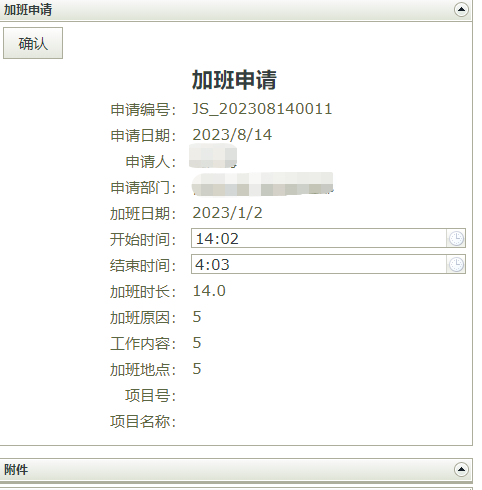 加班申请
确认
加班申请
申请编号： JS_202308140011
申请日期： 2023/8/14
申请人：
申请部门：
加班日期： 2023/1/2
开始时间： 14:02
结束时间： 4:03
加班时长： 14.0
加班原因： 5
工作内容： 5
加班地点： 5
项目号：
项目名称：
附件